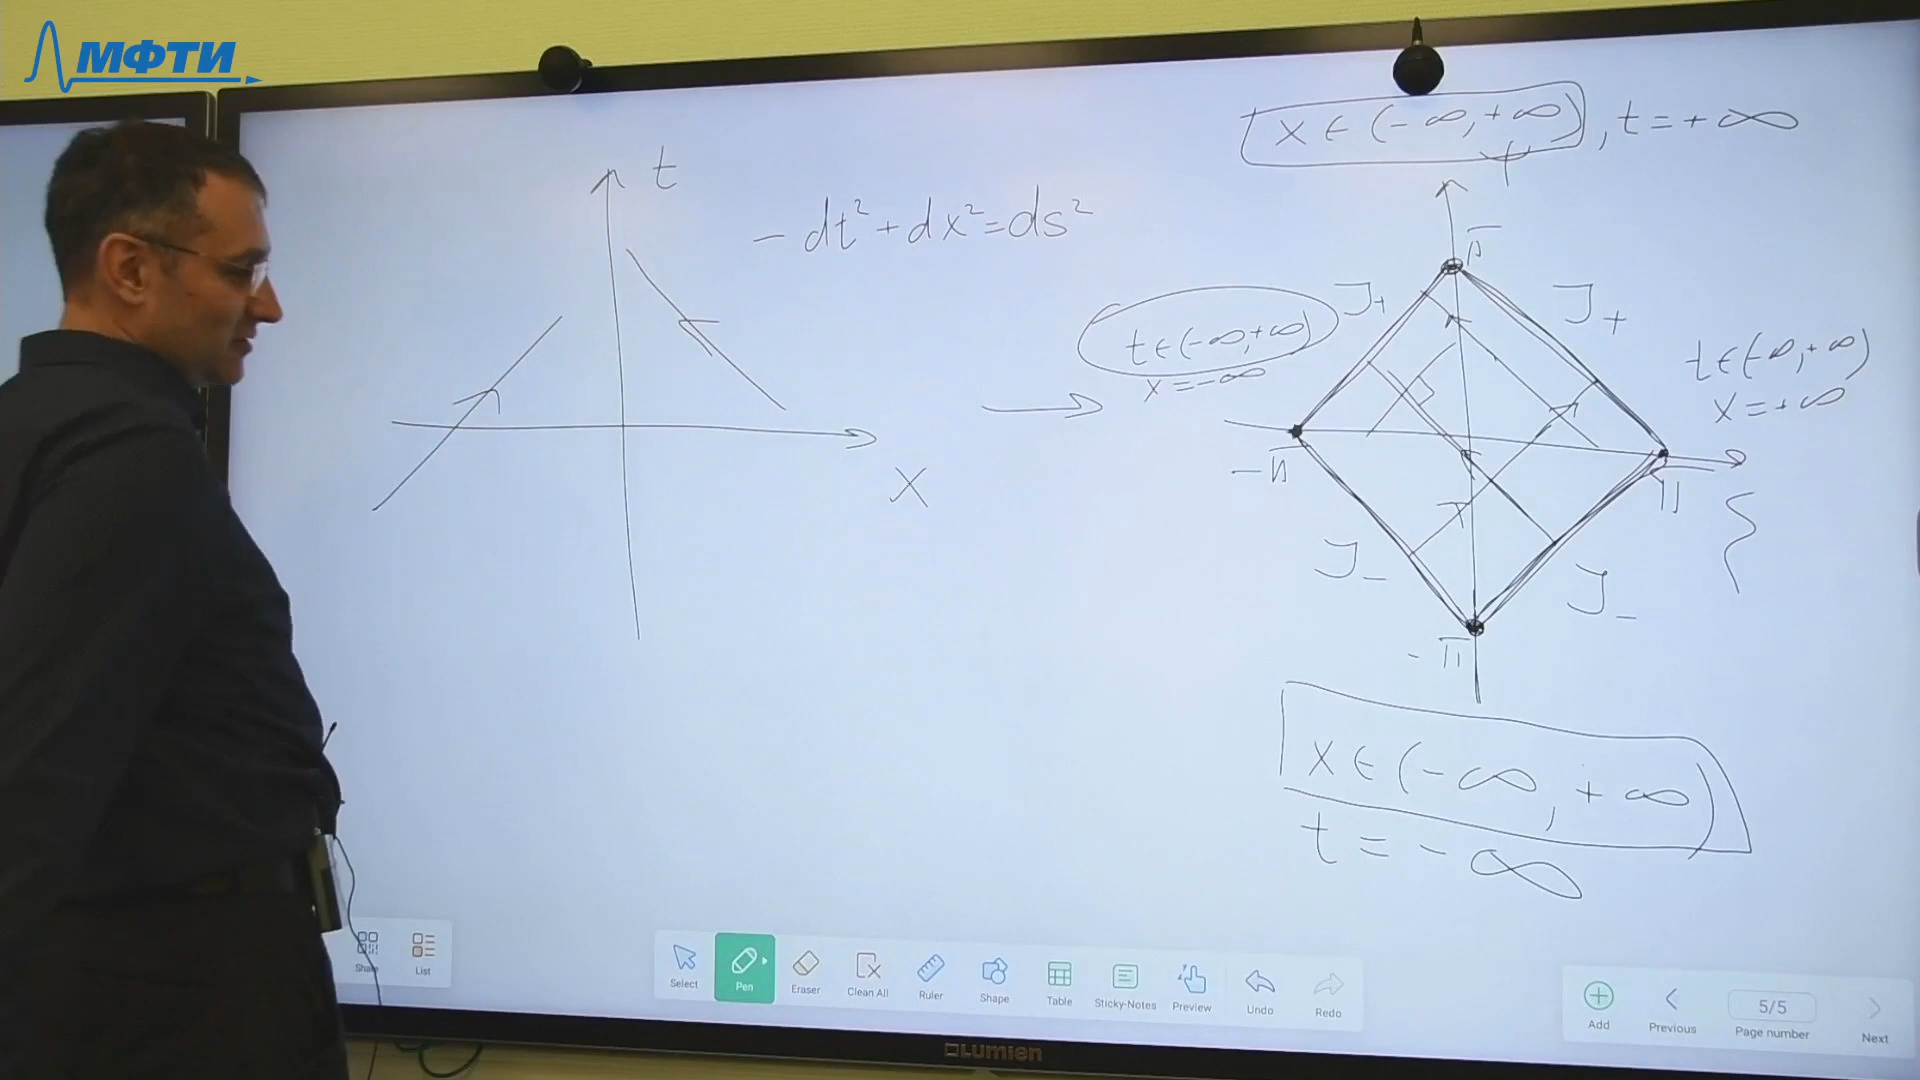 МФТИ
x ∈ (-∞, +∞), t = +∞
t
-dt² + dx² = ds²
x
t ∈ (-∞, +∞)
x = -∞
J₊
J₊
t ∈ (-∞, +∞)
x = +∞
π
-π
π
-π
J₋
J₋
x ∈ (-∞, +∞)
t = -∞
Share
List
Select
Pen
Eraser
Clean All
Ruler
Shape
Table
Sticky-Notes
Preview
Undo
Redo
Add
Previous
5/5
Page number
Next
Lumien